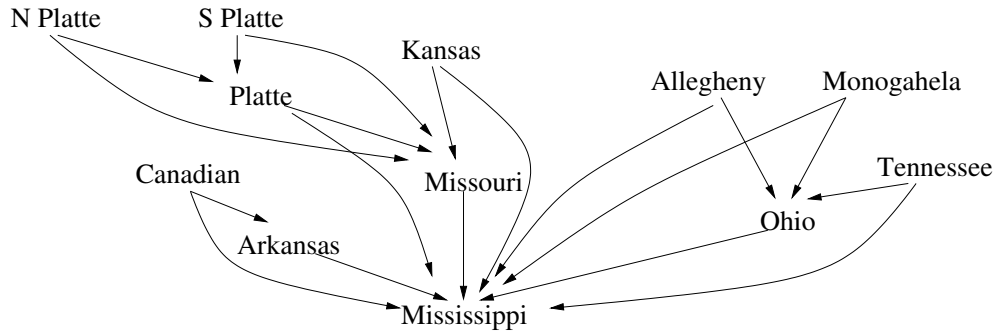 N Platte
S Platte
Kansas
Allegheny
Monogahela
Platte
Canadian
Missouri
Tennessee
Ohio
Arkansas
Mississippi